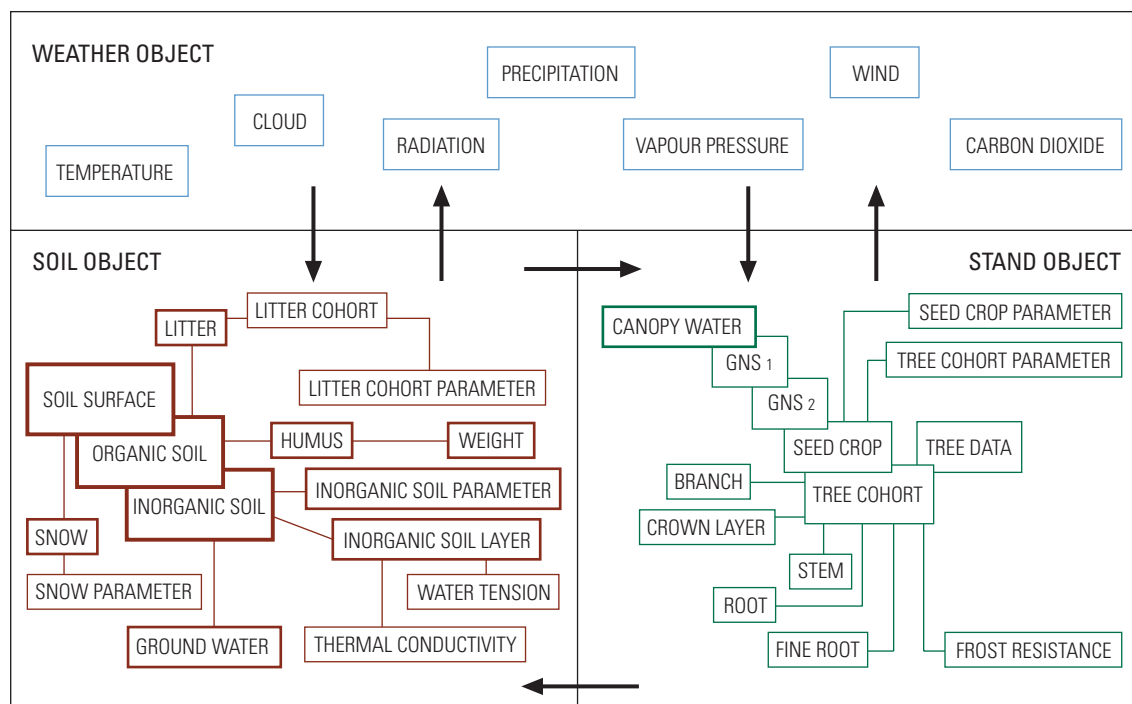 WEATHER OBJECT
PRECIPITATION
WIND
CLOUD
RADIATION
VAPOUR PRESSURE
CARBON DIOXIDE
TEMPERATURE
SOIL OBJECT
LITTER COHORT
LITTER
LITTER COHORT PARAMETER
SOIL SURFACE
ORGANIC SOIL
HUMUS
WEIGHT
INORGANIC SOIL
INORGANIC SOIL PARAMETER
SNOW
INORGANIC SOIL LAYER
SNOW PARAMETER
WATER TENSION
GROUND WATER
THERMAL CONDUCTIVITY
STAND OBJECT
CANOPY WATER
SEED CROP PARAMETER
GNS 1
TREE COHORT PARAMETER
GNS 2
SEED CROP
TREE DATA
BRANCH
TREE COHORT
CROWN LAYER
STEM
ROOT
FINE ROOT
FROST RESISTANCE